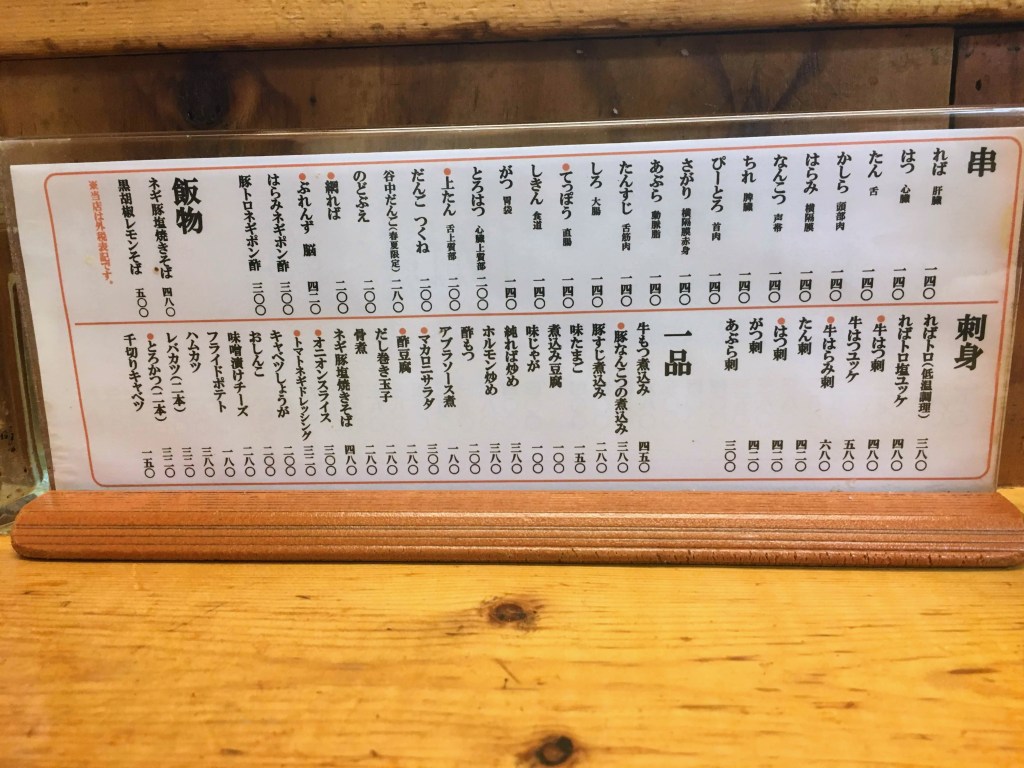 串
れば 肝臓 一四〇
はつ 心臓 一四〇
たん 舌 一四〇
かしら 頭部肉 一四〇
はらみ 横隔膜 一四〇
なんこつ 声帯 一四〇
ちれ 脾臓 一四〇
ぴーとろ 首肉 一四〇
さがり 横隔膜赤身 一四〇
あぶら 動脈脂 一四〇
たんすじ 舌筋肉 一四〇
しろ 大腸 一四〇
●てっぽう 直腸 一四〇
しきん 食道 一四〇
がつ 胃袋 一四〇
とろはつ 心臓上質部 二〇〇
●上たん 舌上質部 二〇〇
だんご つくね 二〇〇
谷中だんご(春夏限定) 二八〇
のどぶえ 二〇〇
●網れば 二〇〇
●ぶれんず 脳 四二〇
はらみネギポン酢 三〇〇
豚トロネギポン酢 三〇〇
飯物
ネギ豚塩焼きそば 四八〇
黒胡椒レモンそば 五〇〇
※当店は外税表記です。
刺身
ればトロ(低温調理) 三八〇
ればトロ塩ユッケ 四八〇
●牛はつ刺 四八〇
牛はつユッケ 五八〇
●牛はらみ刺 六八〇
たん刺 四二〇
●はつ刺 四二〇
がつ刺 四二〇
あぶら刺 三〇〇
一品
牛もつ煮込み 四五〇
●豚なんこつの煮込み 三八〇
豚すじ煮込み 二八〇
味たまご 一五〇
煮込み豆腐 一〇〇
味じゃが 一〇〇
純れば炒め 三八〇
ホルモン炒め 三八〇
酢もつ 二八〇
アブラソース煮 一八〇
●マカロニサラダ 三〇〇
●酢豆腐 二八〇
だし巻き玉子 二八〇
骨煮 一八〇
ネギ豚塩焼きそば 四八〇
●オニオンスライス 三〇〇
●トマトネギドレッシング 三二〇
キャベツしょうが 二〇〇
おしんこ 二〇〇
味噌漬けチーズ 一八〇
フライドポテト 三八〇
ハムカツ 三二〇
レバカツ(二本) 三二〇
●とろかつ(二本) 三二〇
千切りキャベツ 一五〇